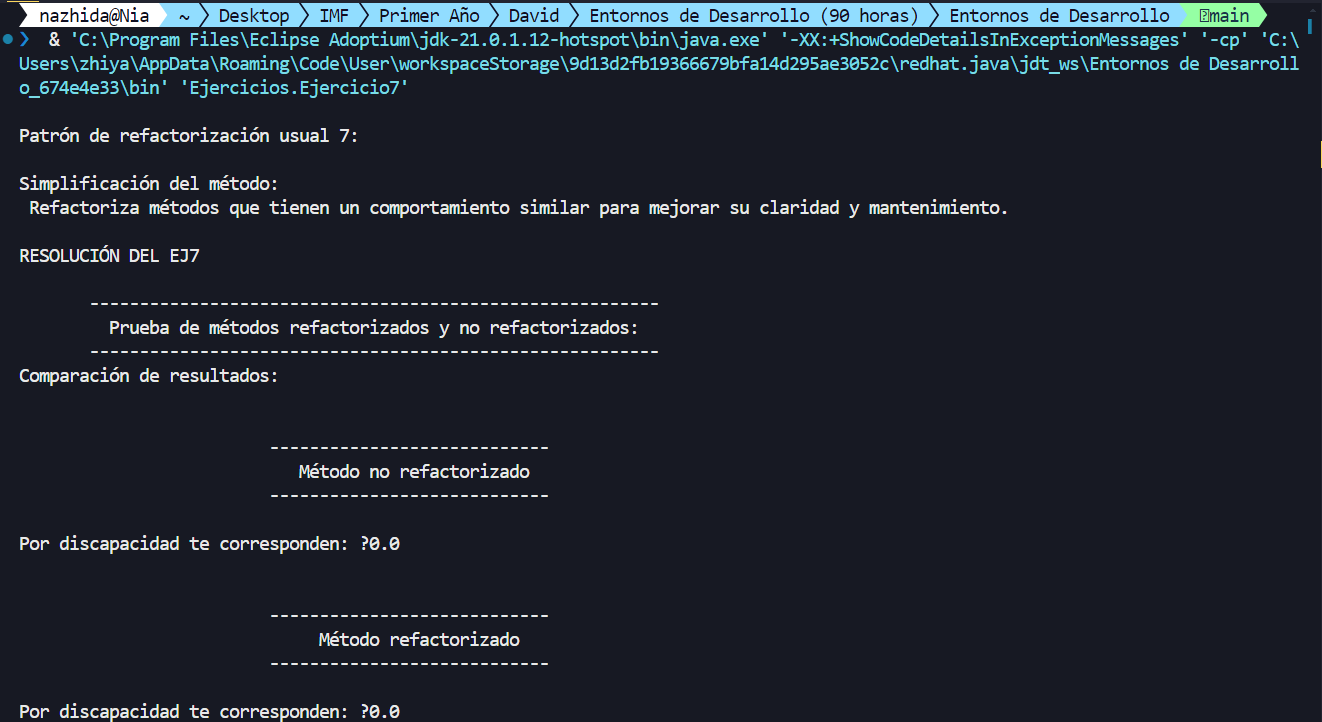 nazhida@Nia ~ Desktop IMF Primer Año David Entornos de Desarrollo (90 horas) Entornos de Desarrollo main
❯ & 'C:\Program Files\Eclipse Adoptium\jdk-21.0.1.12-hotspot\bin\java.exe' '-XX:+ShowCodeDetailsInExceptionMessages' '-cp' 'C:\
Users\zhiya\AppData\Roaming\Code\User\workspaceStorage\9d13d2fb19366679bfa14d295ae3052c\redhat.java\jdt_ws\Entornos de Desarroll
o_674e4e33\bin' 'Ejercicios.Ejercicio7'
Patrón de refactorización usual 7:
Simplificación del método:
Refactoriza métodos que tienen un comportamiento similar para mejorar su claridad y mantenimiento.
RESOLUCIÓN DEL EJ7
---------------------------------------------------------
Prueba de métodos refactorizados y no refactorizados:
---------------------------------------------------------
Comparación de resultados:
----------------------------
Método no refactorizado
----------------------------
Por discapacidad te corresponden: ?0.0
----------------------------
Método refactorizado
----------------------------
Por discapacidad te corresponden: ?0.0